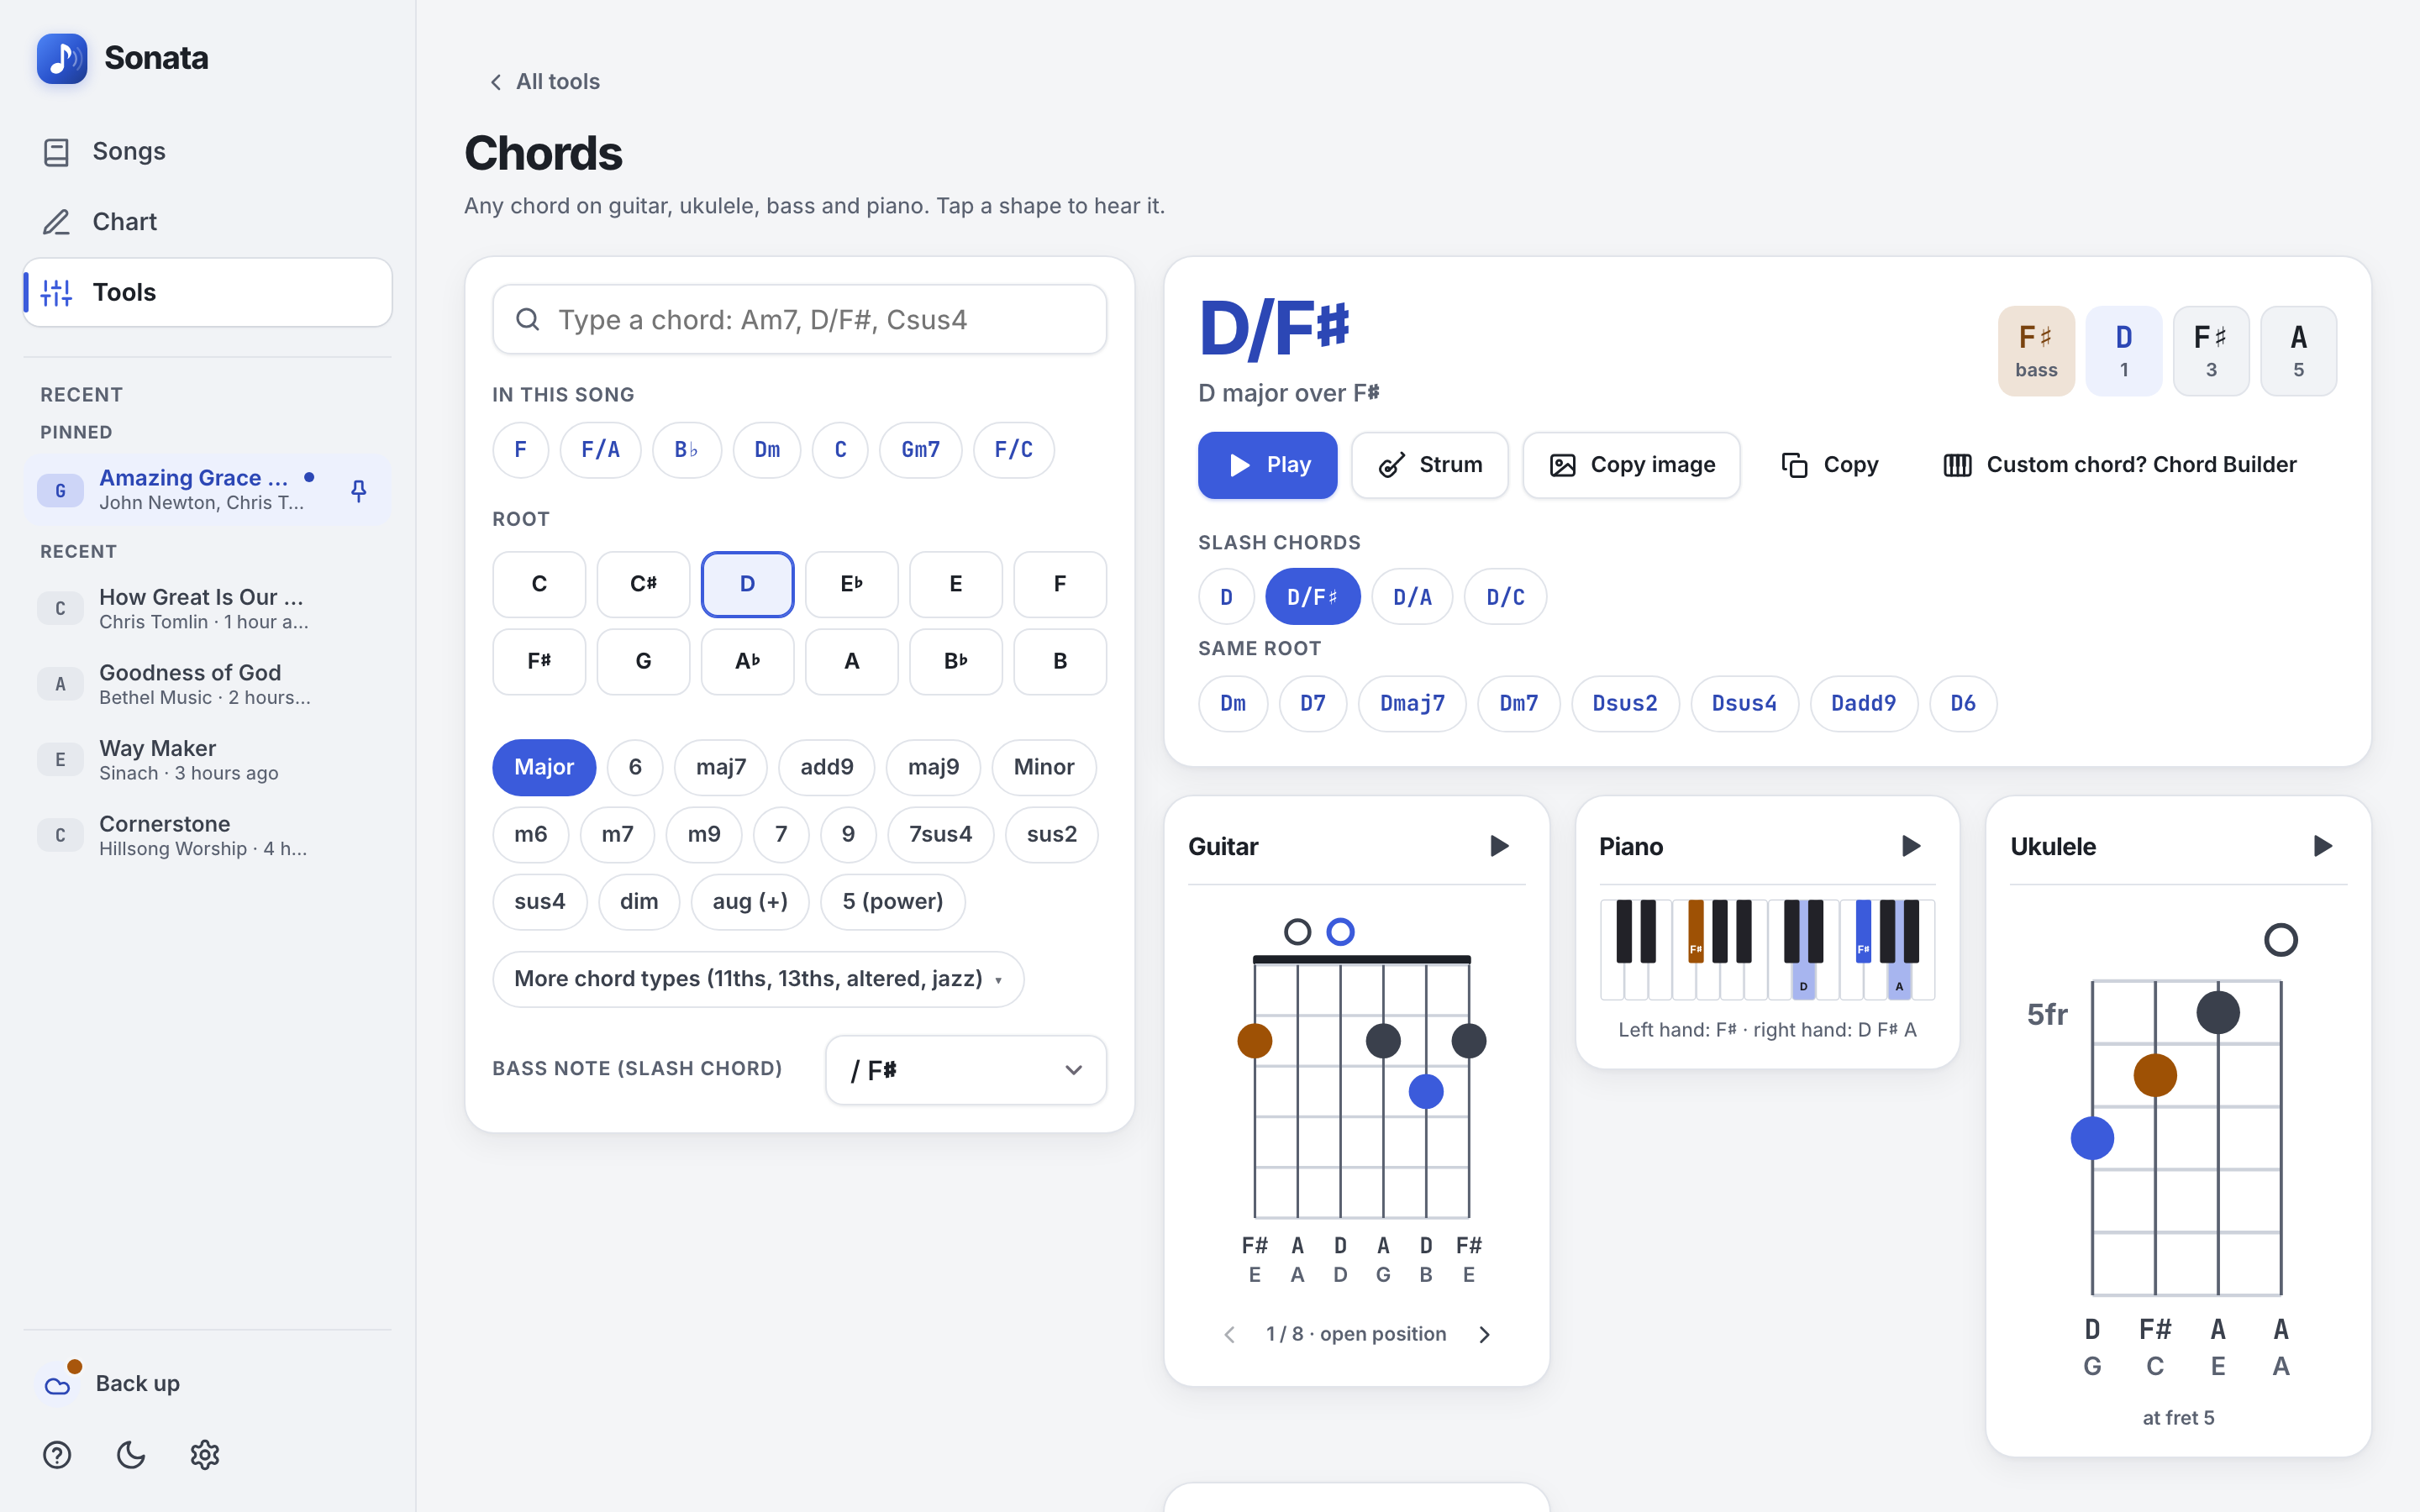 Sonata
Songs
Chart
Tools
RECENT
PINNED
G
Amazing Grace ...
John Newton, Chris T...
RECENT
C
How Great Is Our ...
Chris Tomlin · 1 hour a...
A
Goodness of God
Bethel Music · 2 hours...
E
Way Maker
Sinach · 3 hours ago
C
Cornerstone
Hillsong Worship · 4 h...
Back up
All tools
Chords
Any chord on guitar, ukulele, bass and piano. Tap a shape to hear it.
Type a chord: Am7, D/F#, Csus4
IN THIS SONG
F F/A B♭ Dm C Gm7 F/C
ROOT
C C♯ D E♭ E F
F♯ G A♭ A B♭ B
Major 6 maj7 add9 maj9 Minor
m6 m7 m9 7 9 7sus4 sus2
sus4 dim aug (+) 5 (power)
More chord types (11ths, 13ths, altered, jazz) ▾
BASS NOTE (SLASH CHORD) / F♯
D/F♯
D major over F♯
F♯ D F♯ A
bass 1 3 5
Play Strum Copy image Copy Custom chord? Chord Builder
SLASH CHORDS
D D/F♯ D/A D/C
SAME ROOT
Dm D7 Dmaj7 Dm7 Dsus2 Dsus4 Dadd9 D6
Guitar
F# A D A D F#
E A D G B E
1 / 8 · open position
Piano
F# F#
D A
Left hand: F♯ · right hand: D F♯ A
Ukulele
5fr
D F# A A
G C E A
at fret 5